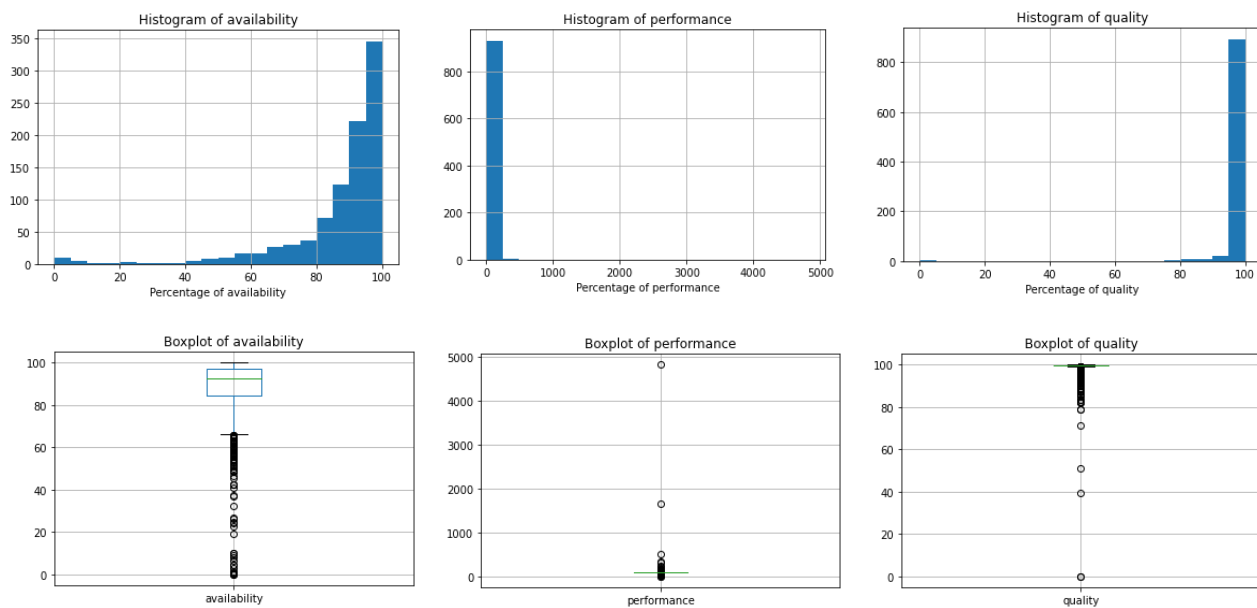 Histogram of availability
350
300
250
200
150
100
50
0
0 20 40 60 80 100
Percentage of availability
Histogram of performance
800
600
400
200
0
0 1000 2000 3000 4000 5000
Percentage of performance
Histogram of quality
800
600
400
200
0
0 20 40 60 80 100
Percentage of quality
Boxplot of availability
100
80
60
40
20
0
availability
Boxplot of performance
5000
4000
3000
2000
1000
0
performance
Boxplot of quality
100
80
60
40
20
0
quality